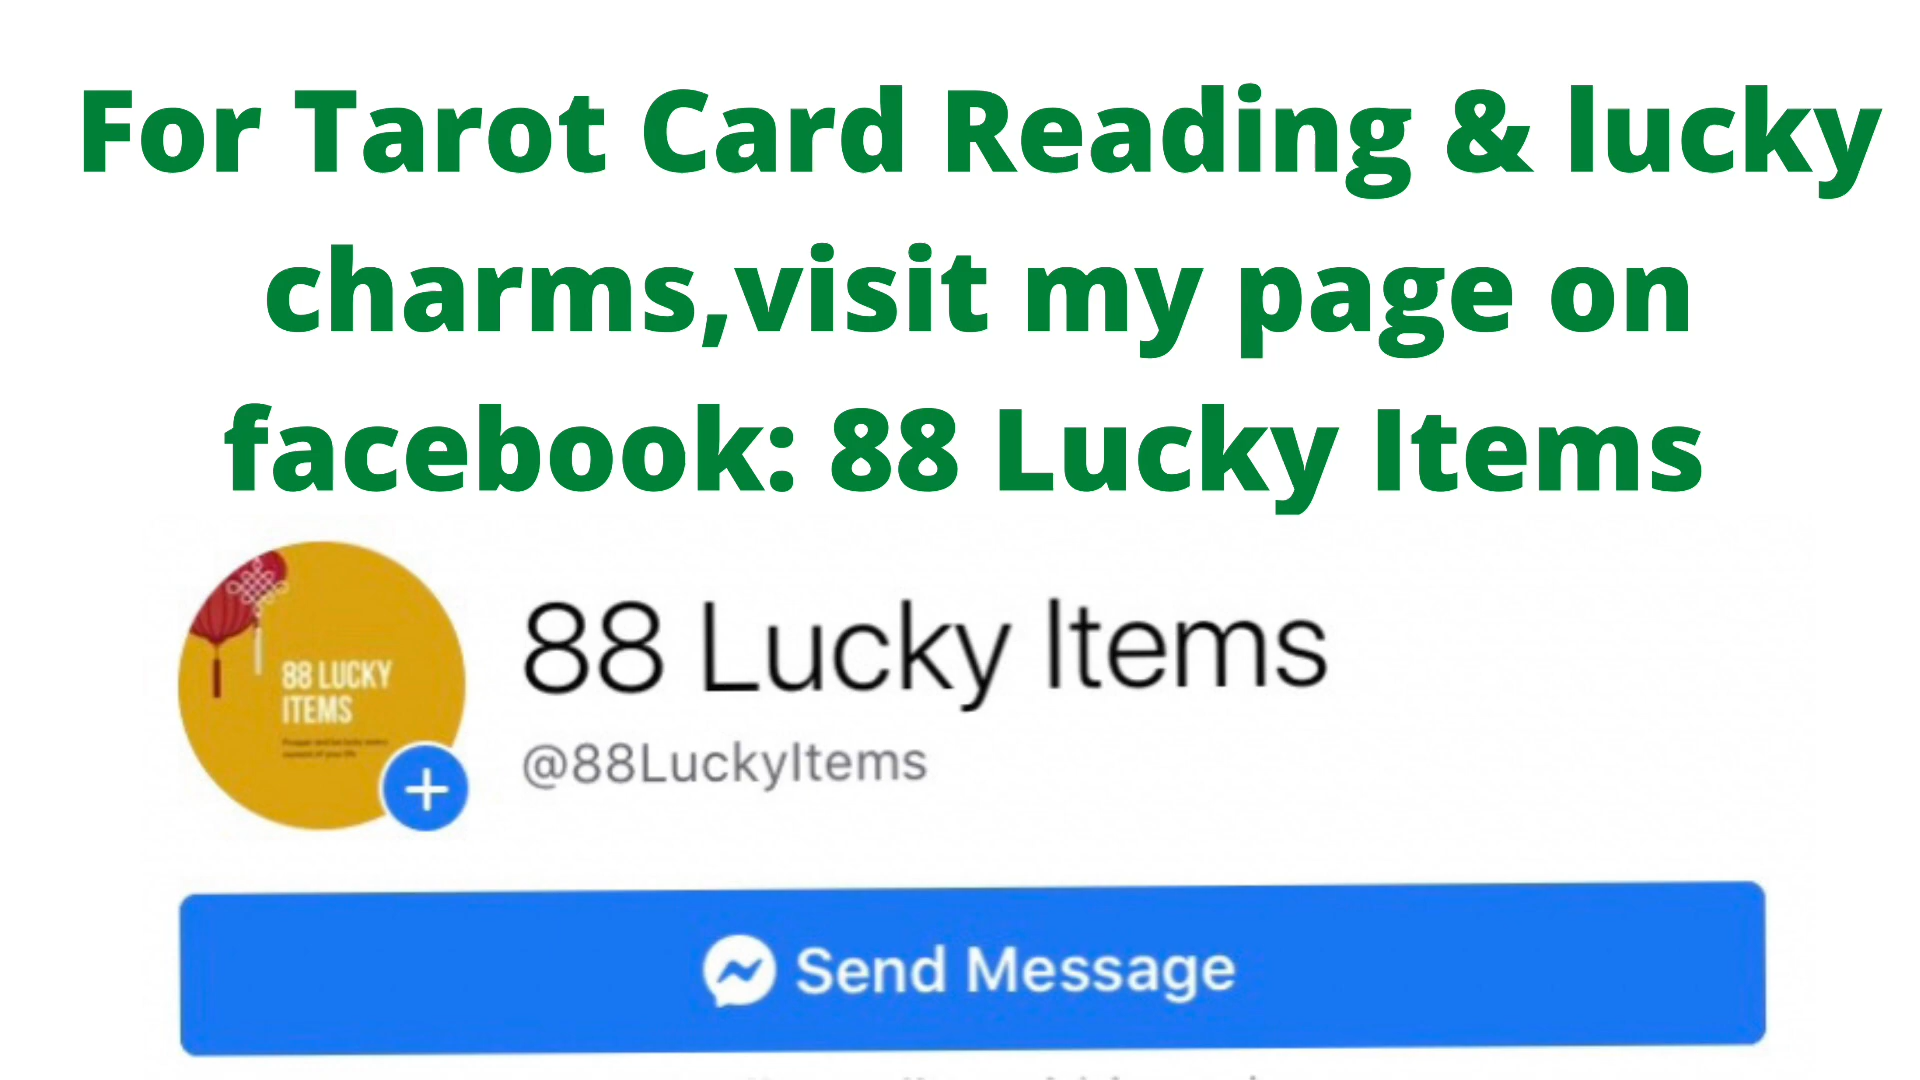 For Tarot Card Reading & lucky
charms,visit my page on
facebook: 88 Lucky Items
88 LUCKY
ITEMS
88 Lucky Items
@88LuckyItems
Send Message